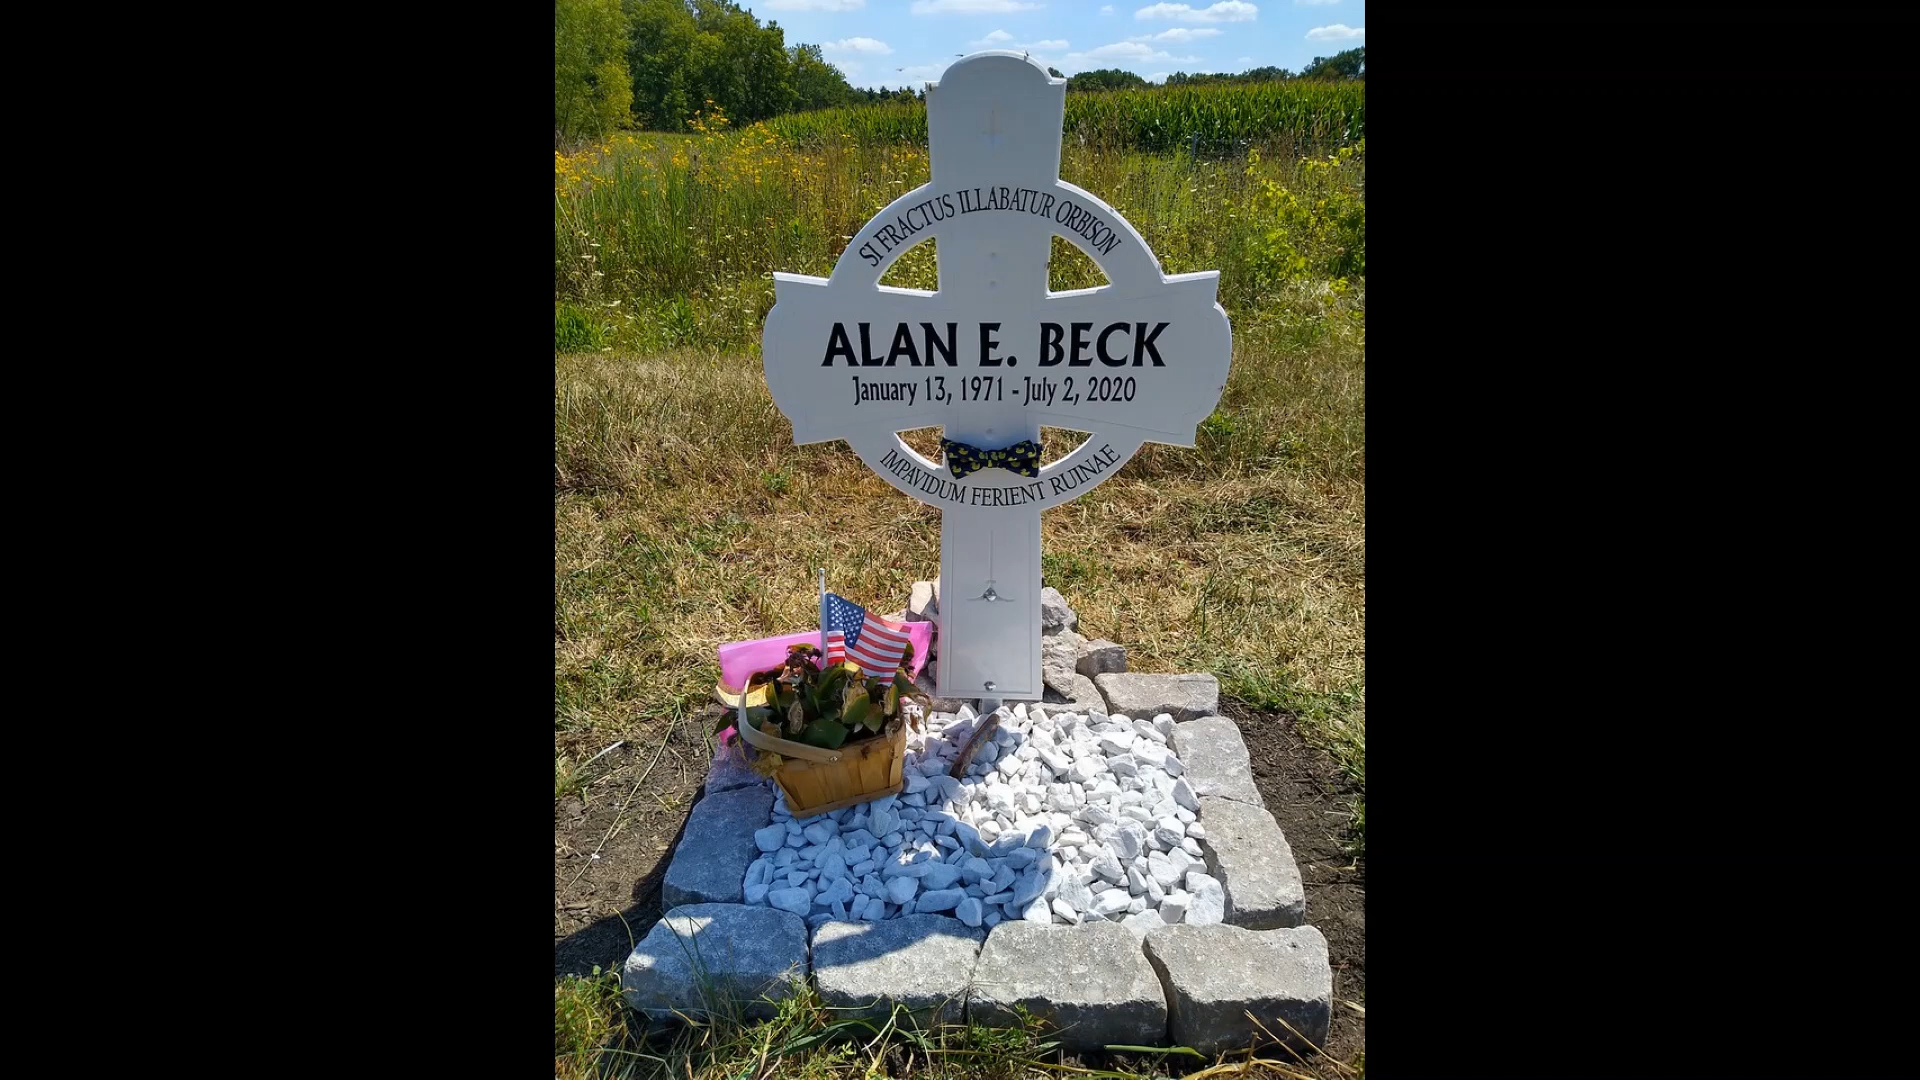 SI FRACTUS ILLABATUR ORBISON
ALAN E. BECK
January 13, 1971 - July 2, 2020
IMPAVIDUM FERIENT RUINAE